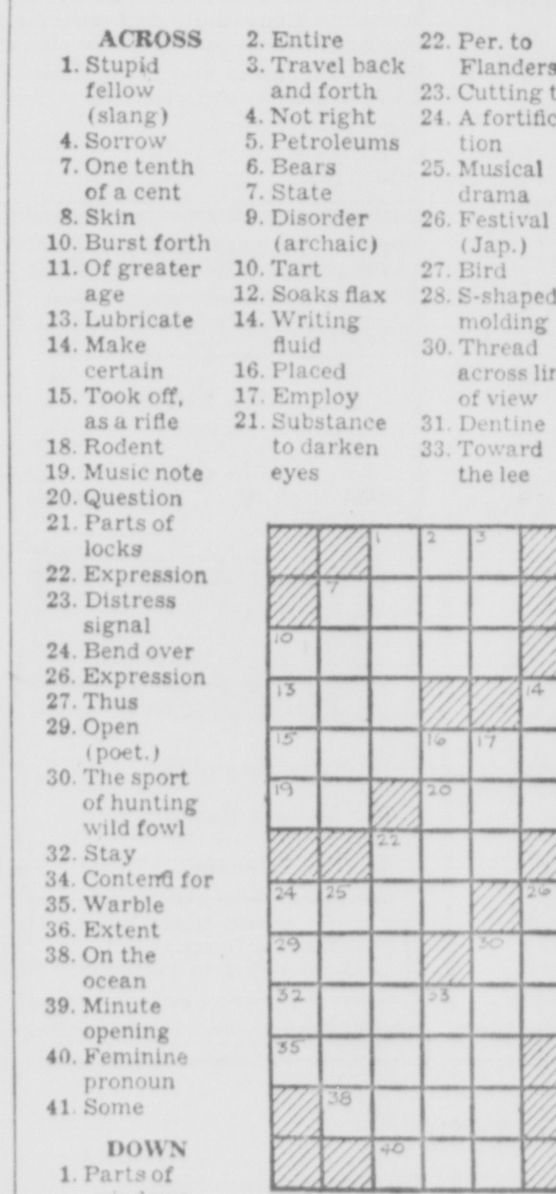 ACROSS
1. Stupid
fellow
(slang)
4. Sorrow
7. One tenth
of a cent
8. Skin
10. Burst forth
11. Of greater
age
13. Lubricate
14. Make
certain
15. Took off,
as a rifle
18. Rodent
19. Music note
20. Question
21. Parts of
locks
22. Expression
23. Distress
signal
24. Bend over
26. Expression
27. Thus
29. Open
(poet.)
30. The sport
of hunting
wild fowl
32. Stay
34. Contend for
35. Warble
36. Extent
38. On the
ocean
39. Minute
opening
40. Feminine
pronoun
41. Some
DOWN
1. Parts of
2. Entire
3. Travel back
and forth
4. Not right
5. Petroleums
6. Bears
7. State
9. Disorder
(archaic)
10. Tart
12. Soaks flax
14. Writing
fluid
16. Placed
17. Employ
21. Substance
to darken
eyes
22. Per. to
Flanders
23. Cutting t
24. A fortific
tion
25. Musical
drama
26. Festival
(Jap.)
27. Bird
28. S-shaped
molding
30. Thread
across lin
of view
31. Dentine
33. Toward
the lee
1 2 3
7
10
13 14
15 16 17
19 20
22
24 25 26
29 30
32 33
35
38
40